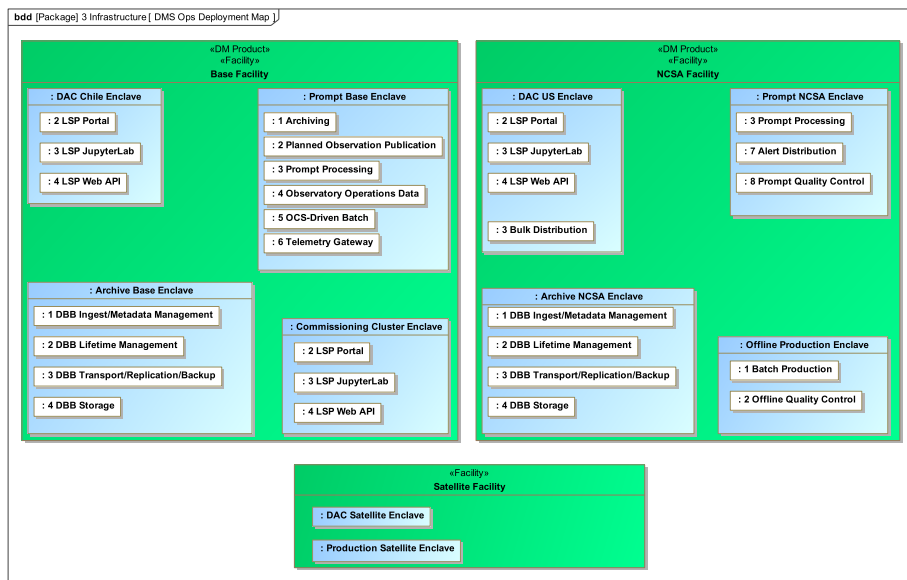 bdd [Package] 3 Infrastructure [ DMS Ops Deployment Map ]
«DM Product»
«Facility»
Base Facility
: DAC Chile Enclave
: 2 LSP Portal
: 3 LSP JupyterLab
: 4 LSP Web API
: Prompt Base Enclave
: 1 Archiving
: 2 Planned Observation Publication
: 3 Prompt Processing
: 4 Observatory Operations Data
: 5 OCS-Driven Batch
: 6 Telemetry Gateway
: Archive Base Enclave
: 1 DBB Ingest/Metadata Management
: 2 DBB Lifetime Management
: 3 DBB Transport/Replication/Backup
: 4 DBB Storage
: Commissioning Cluster Enclave
: 2 LSP Portal
: 3 LSP JupyterLab
: 4 LSP Web API
«DM Product»
«Facility»
NCSA Facility
: DAC US Enclave
: 2 LSP Portal
: 3 LSP JupyterLab
: 4 LSP Web API
: 3 Bulk Distribution
: Prompt NCSA Enclave
: 3 Prompt Processing
: 7 Alert Distribution
: 8 Prompt Quality Control
: Archive NCSA Enclave
: 1 DBB Ingest/Metadata Management
: 2 DBB Lifetime Management
: 3 DBB Transport/Replication/Backup
: 4 DBB Storage
: Offline Production Enclave
: 1 Batch Production
: 2 Offline Quality Control
«Facility»
Satellite Facility
: DAC Satellite Enclave
: Production Satellite Enclave